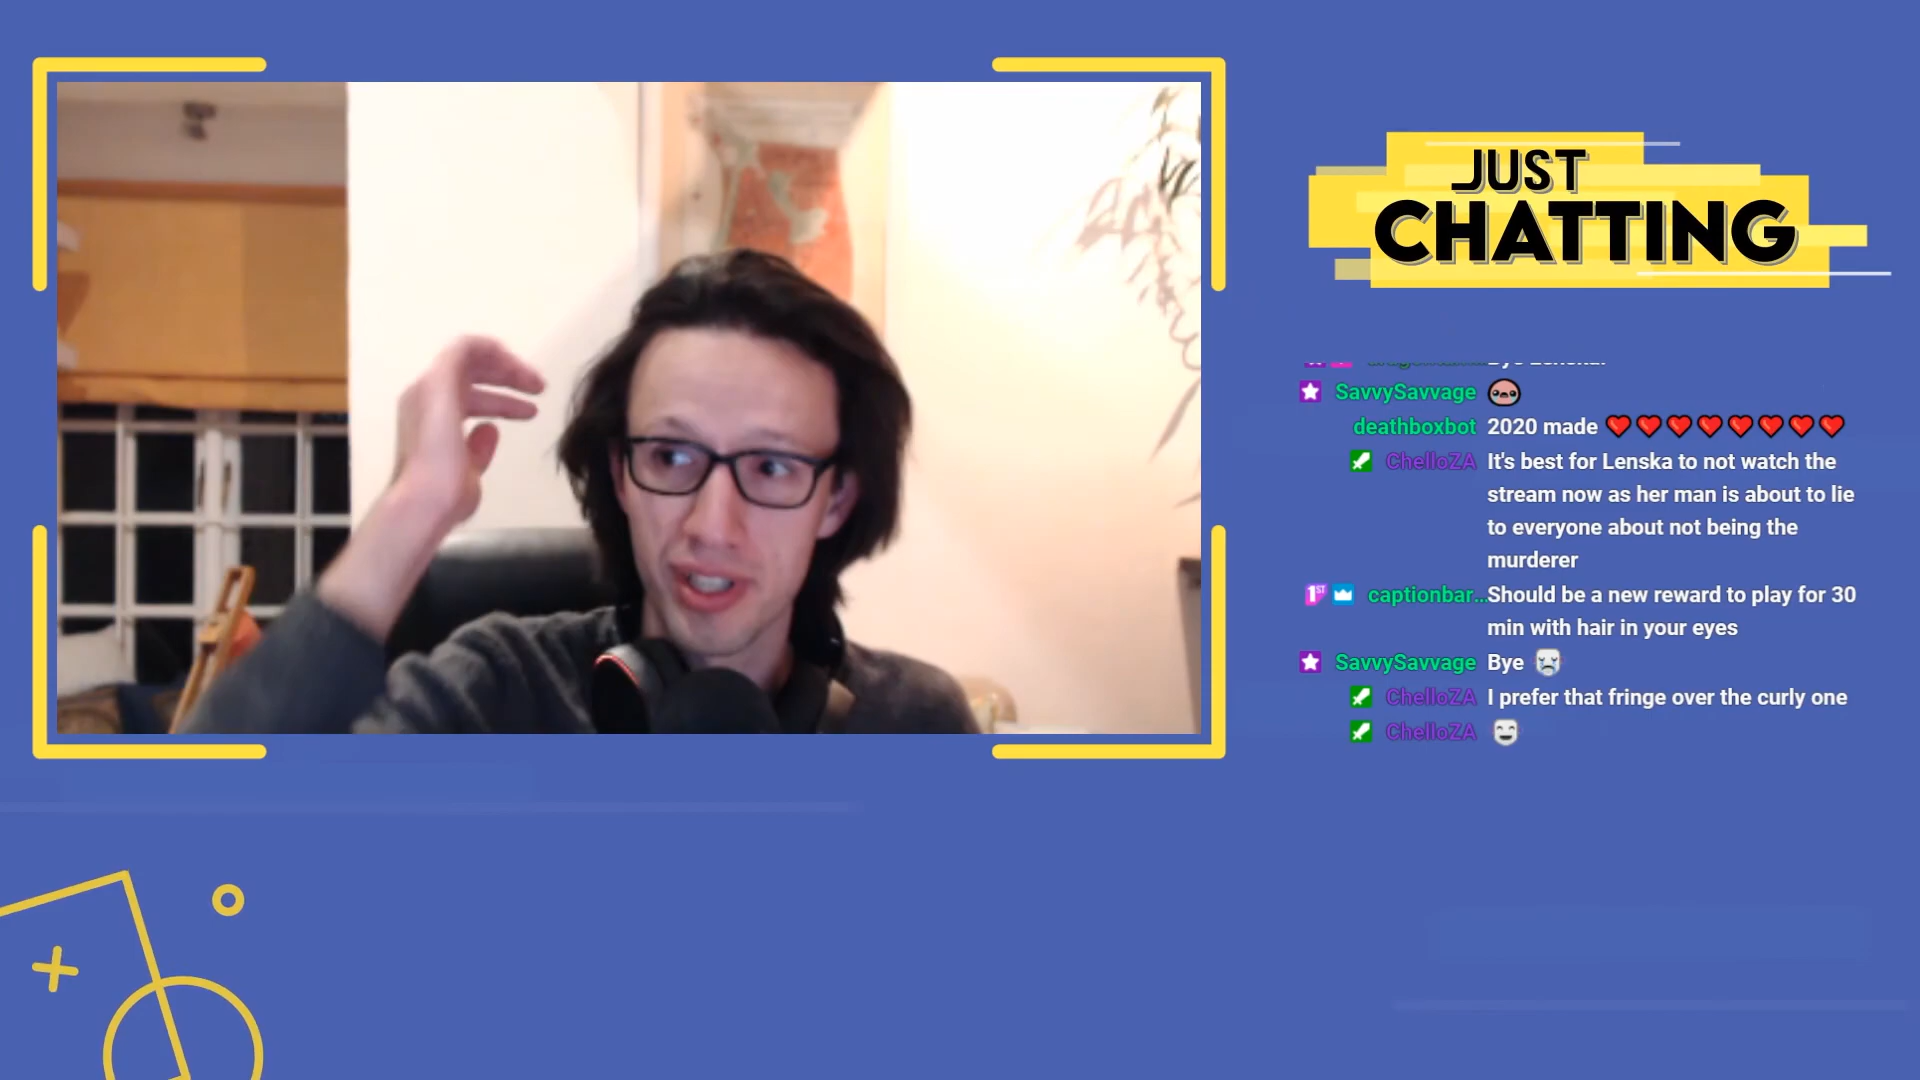 JUST
CHATTING
SavvySavvage
deathboxbot 2020 made
ChelloZA It's best for Lenska to not watch the
stream now as her man is about to lie
to everyone about not being the
murderer
1ST captionbar... Should be a new reward to play for 30
min with hair in your eyes
SavvySavvage Bye
ChelloZA I prefer that fringe over the curly one
ChelloZA